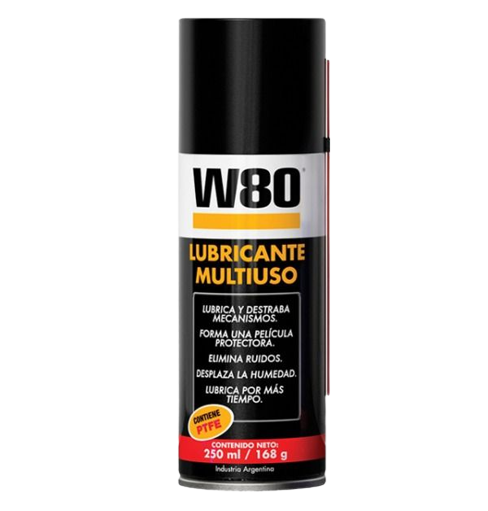 W80®
LUBRICANTE
MULTIUSO
LUBRICA Y DESTRABA
MECANISMOS.
FORMA UNA PELÍCULA
PROTECTORA.
ELIMINA RUIDOS.
DESPLAZA LA HUMEDAD.
LUBRICA POR MÁS
TIEMPO.
CONTIENE
PTFE
CONTENIDO NETO:
250 ml / 168 g
Industria Argentina